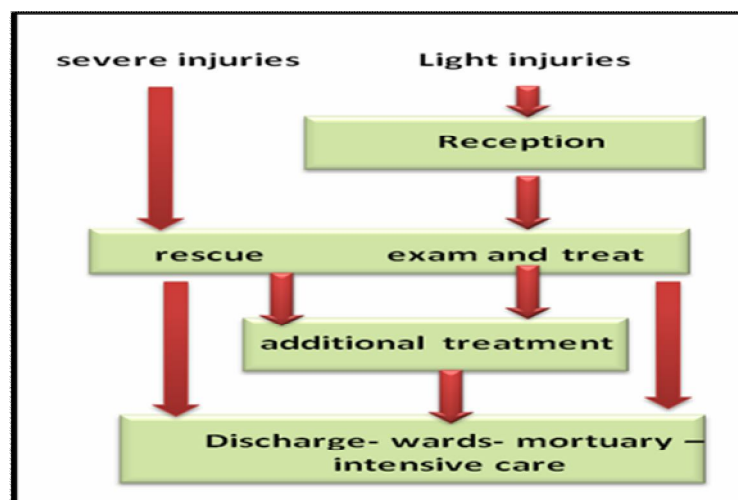 severe injuries
Light injuries
Reception
rescue
exam and treat
additional treatment
Discharge- wards- mortuary –
intensive care